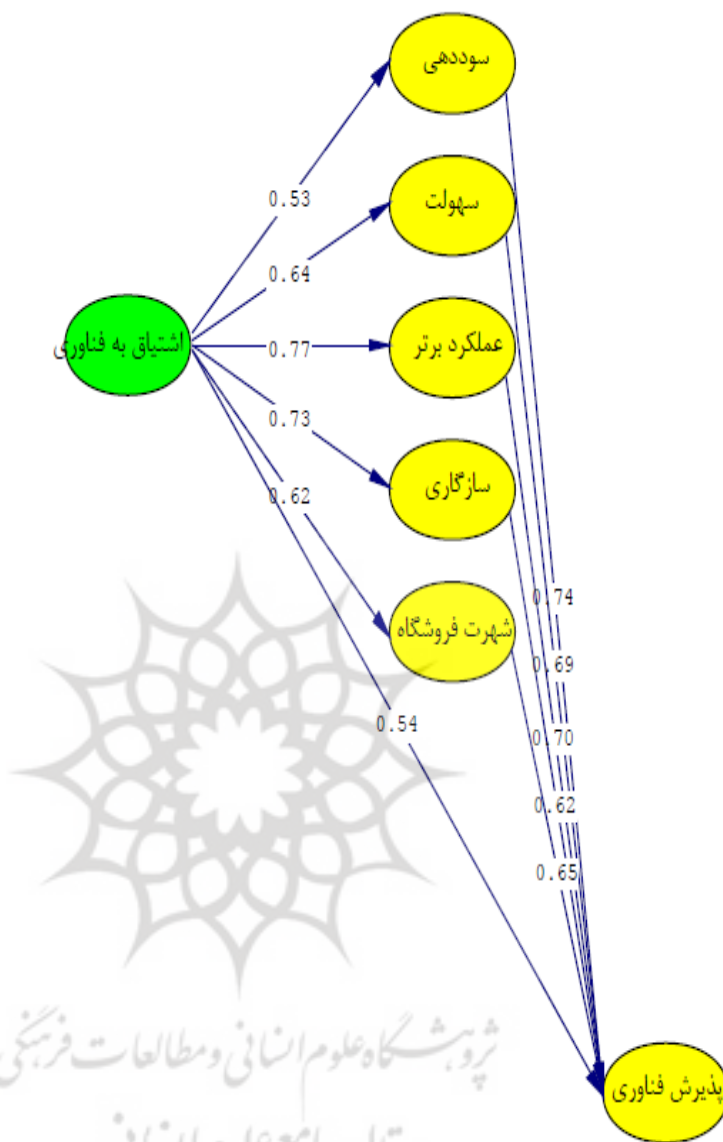 سوددهی
0.53
سهولت
0.64
اشتیاق به فناوری
0.77
عملکرد برتر
0.73
سازگاری
0.62
شهرت فروشگاه
0.74
0.69
0.54
0.70
0.62
0.65
پژوهشگاه علوم انسانی و مطالعات فرهنگی
پذیرش فناوری